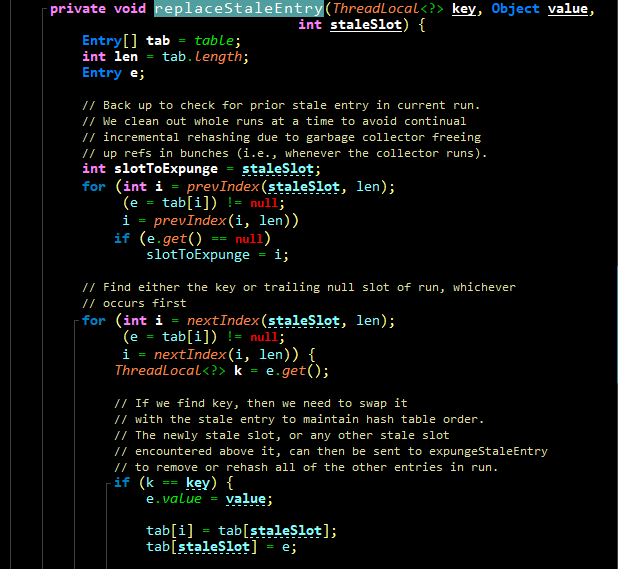 private void replaceStaleEntry(ThreadLocal<?> key, Object value,
int staleSlot) {
Entry[] tab = table;
int len = tab.length;
Entry e;
// Back up to check for prior stale entry in current run.
// We clean out whole runs at a time to avoid continual
// incremental rehashing due to garbage collector freeing
// up refs in bunches (i.e., whenever the collector runs).
int slotToExpunge = staleSlot;
for (int i = prevIndex(staleSlot, len);
(e = tab[i]) != null;
i = prevIndex(i, len))
if (e.get() == null)
slotToExpunge = i;
// Find either the key or trailing null slot of run, whichever
// occurs first
for (int i = nextIndex(staleSlot, len);
(e = tab[i]) != null;
i = nextIndex(i, len)) {
ThreadLocal<?> k = e.get();
// If we find key, then we need to swap it
// with the stale entry to maintain hash table order.
// The newly stale slot, or any other stale slot
// encountered above it, can then be sent to expungeStaleEntry
// to remove or rehash all of the other entries in run.
if (k == key) {
e.value = value;
tab[i] = tab[staleSlot];
tab[staleSlot] = e;